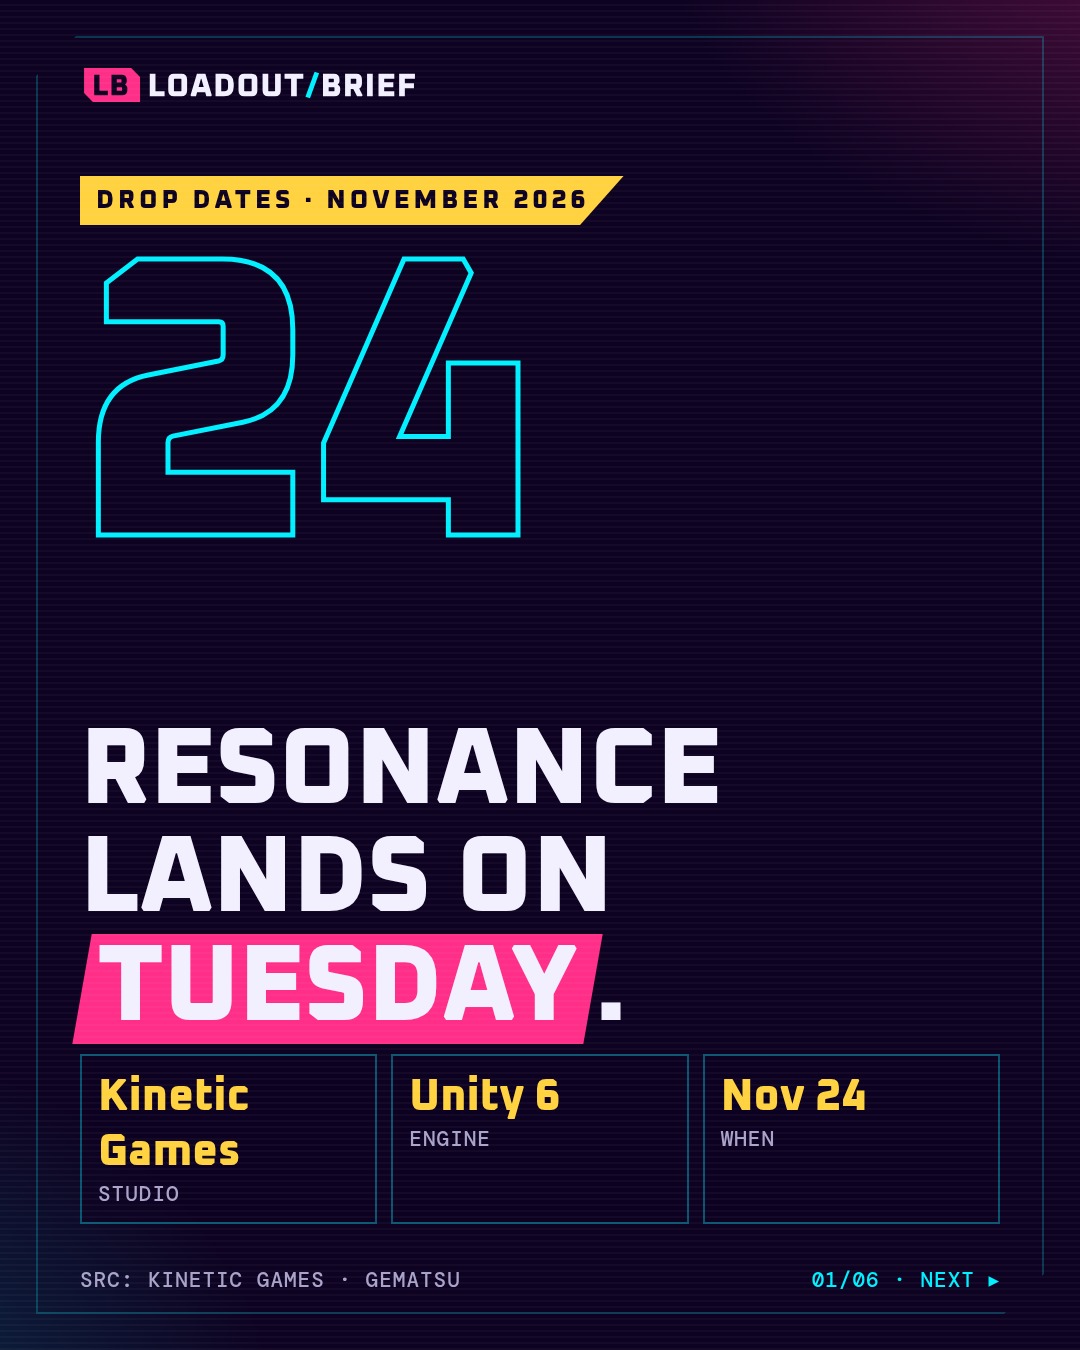 LB LOADOUT/BRIEF
DROP DATES · NOVEMBER 2026
24
RESONANCE
LANDS ON
TUESDAY.
Kinetic
Games
STUDIO
Unity 6
ENGINE
Nov 24
WHEN
SRC: KINETIC GAMES · GEMATSU
01/06 · NEXT ▸